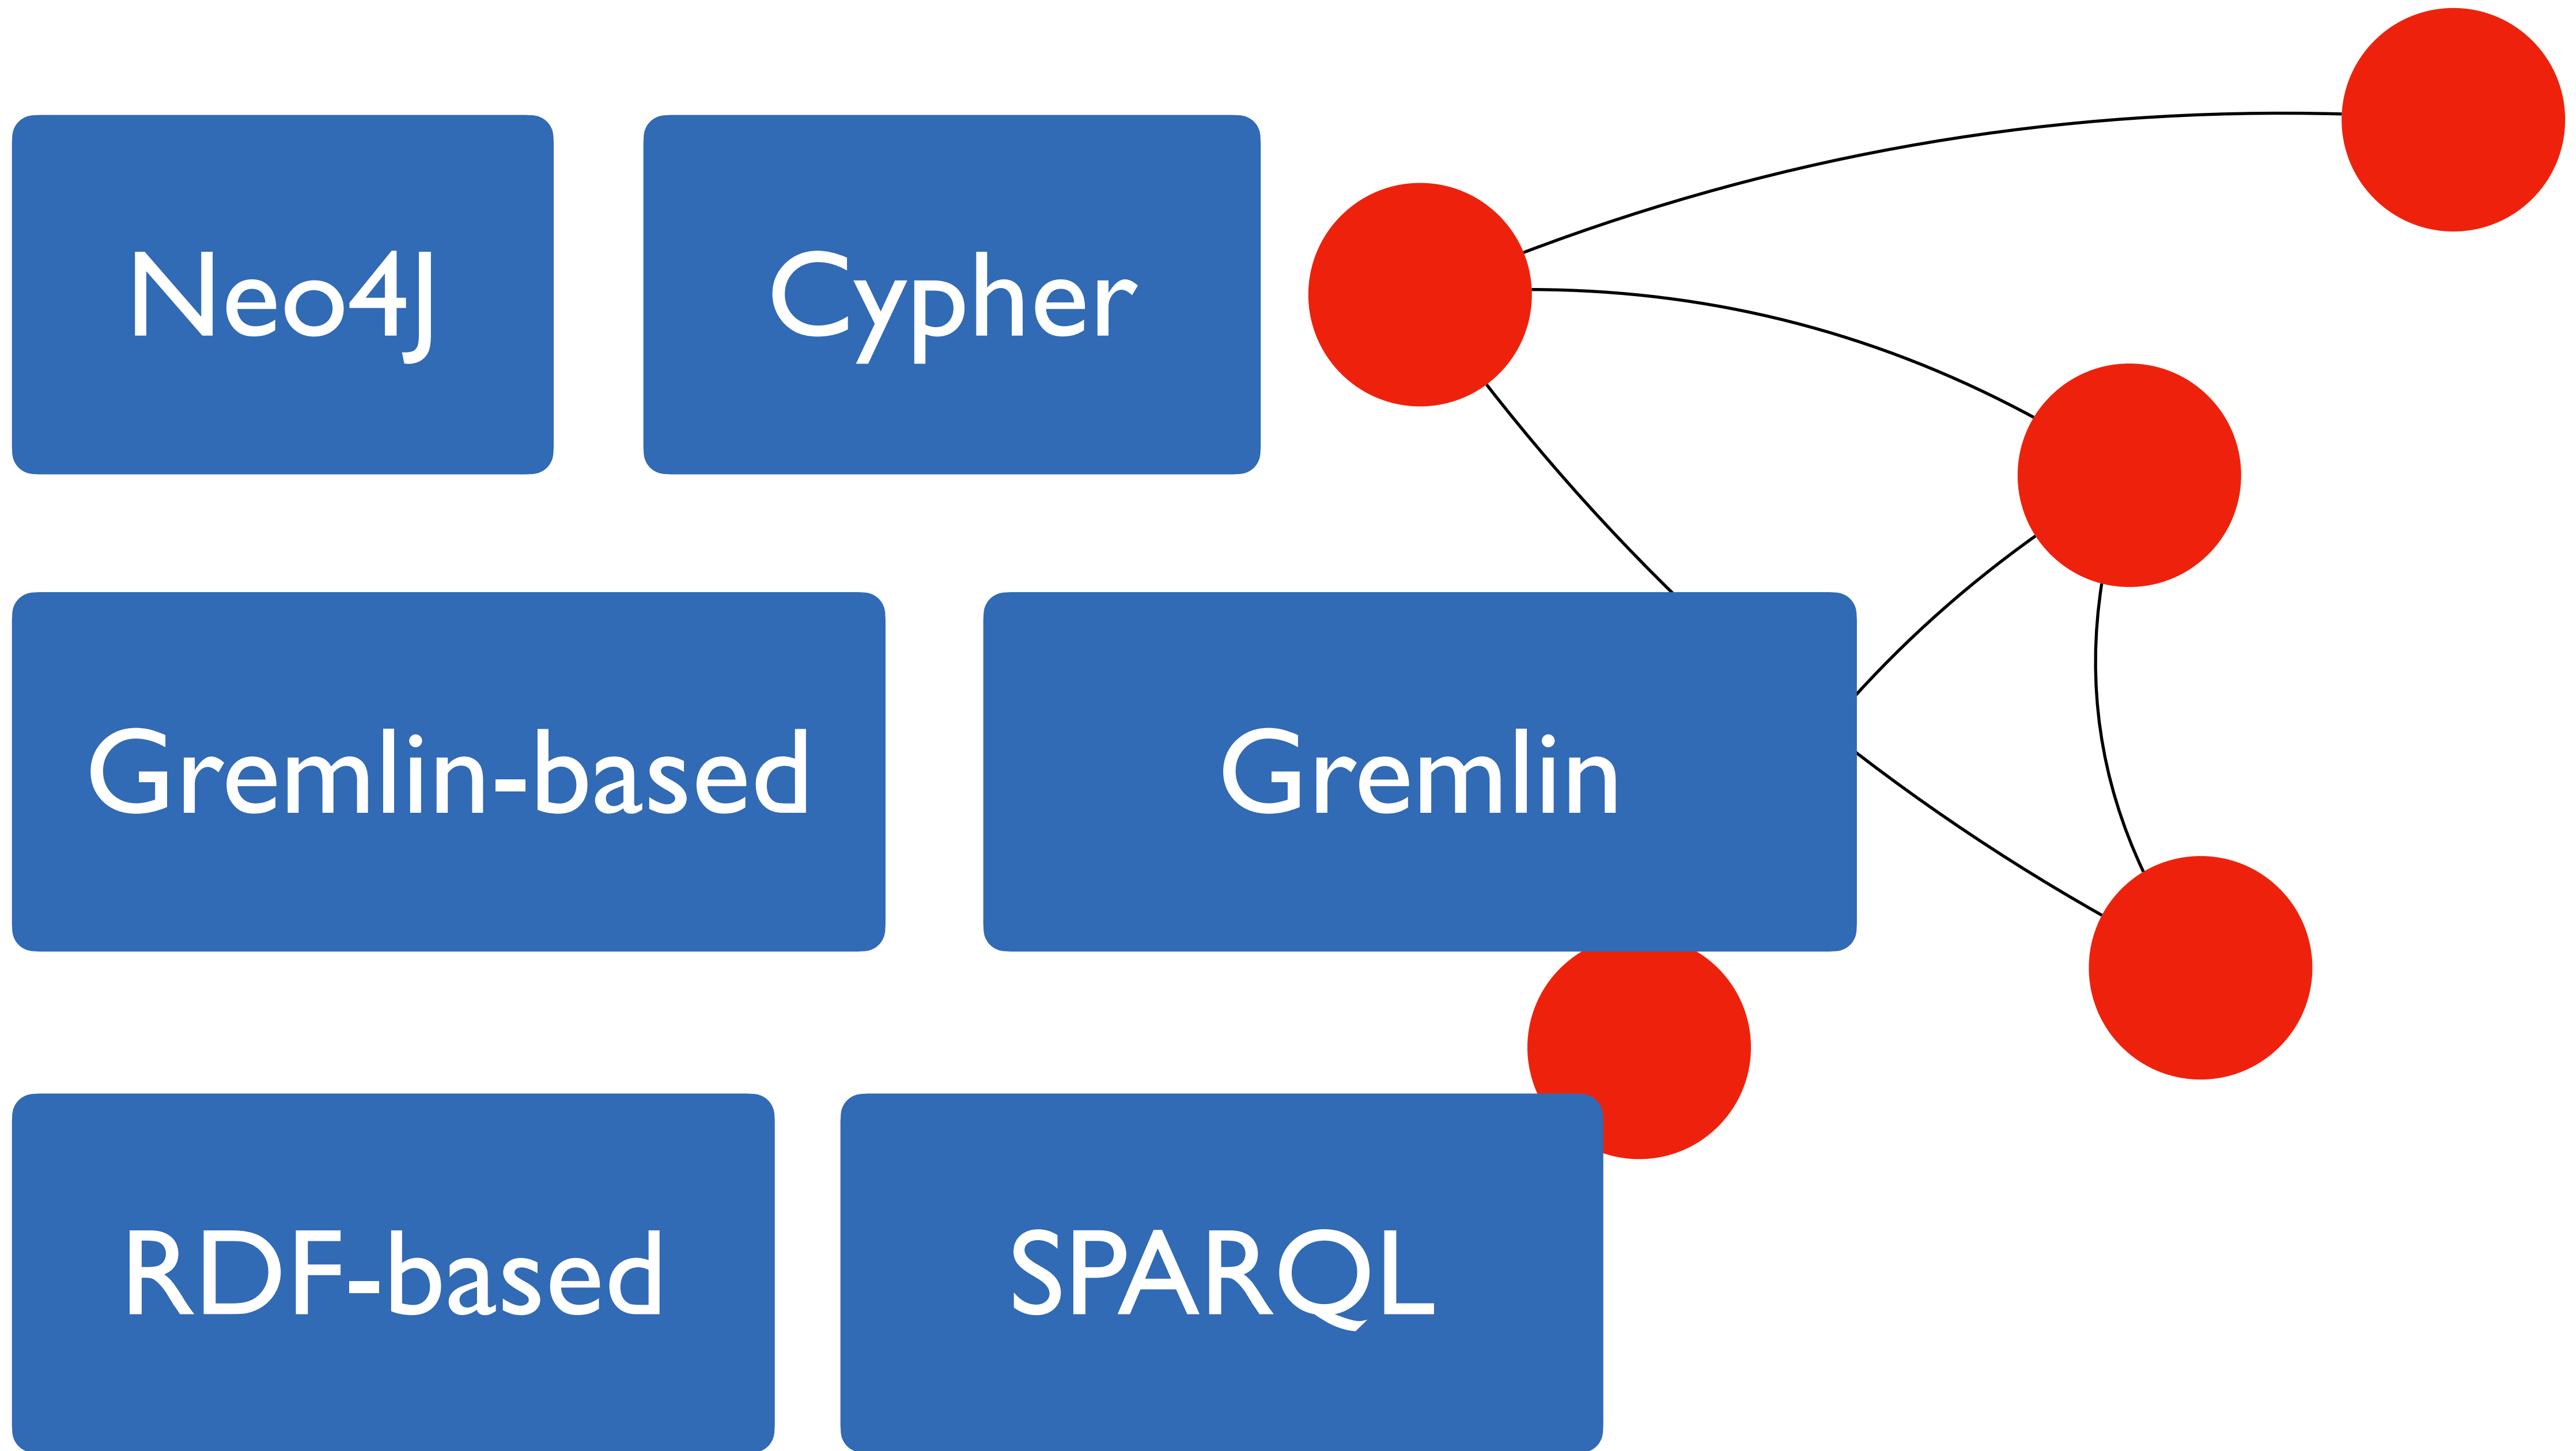 Neo4J
Cypher
Gremlin-based
Gremlin
RDF-based
SPARQL